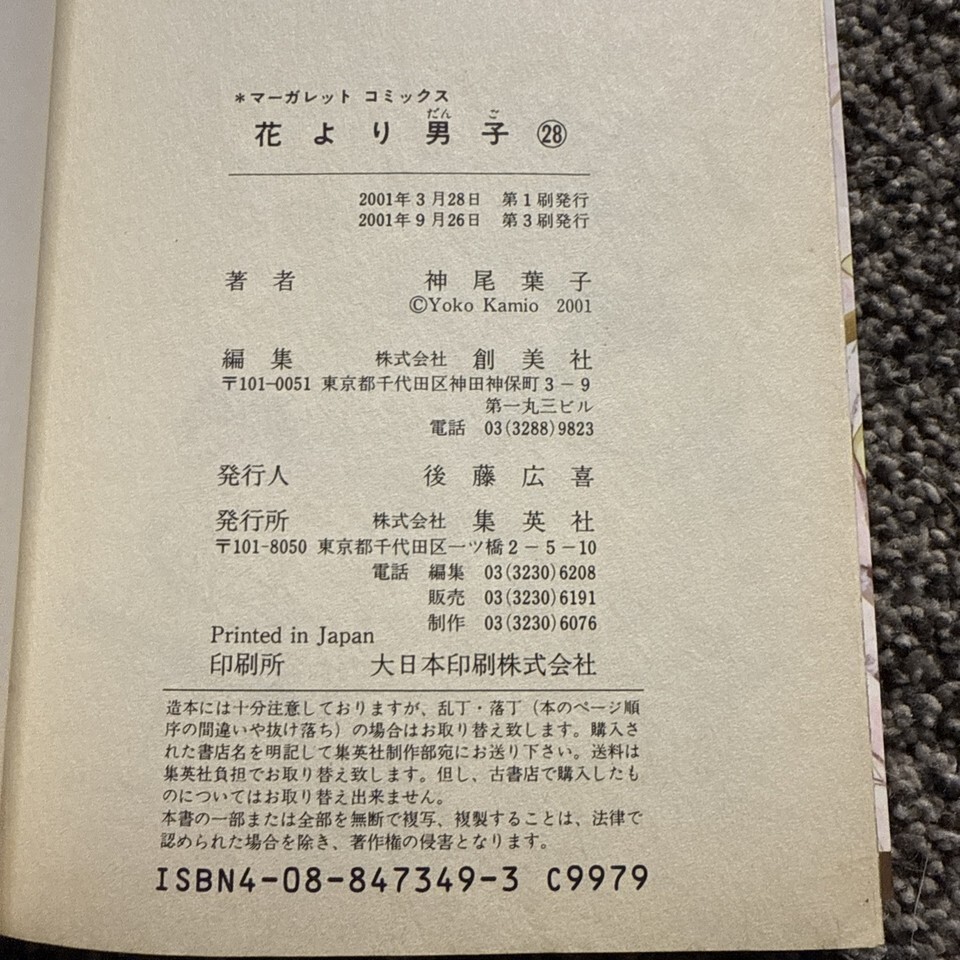 *マーガレット コミックス
花より男子 ㉘
だん ご
2001年3月28日 第1刷発行
2001年9月26日 第3刷発行
著者 神尾葉子
©Yoko Kamio 2001
編集 株式会社 創美社
〒101-0051 東京都千代田区神田神保町3-9
第一丸三ビル
電話 03(3288)9823
発行人 後藤広喜
発行所 株式会社 集英社
〒101-8050 東京都千代田区一ツ橋2-5-10
電話 編集 03(3230)6208
販売 03(3230)6191
制作 03(3230)6076
Printed in Japan
印刷所 大日本印刷株式会社
造本には十分注意しておりますが、乱丁・落丁(本のページ順
序の間違いや抜け落ち)の場合はお取り替え致します。購入さ
れた書店名を明記して集英社制作部宛にお送り下さい。送料は
集英社負担でお取り替え致します。但し、古書店で購入したも
のについてはお取り替え出来ません。
本書の一部または全部を無断で複写、複製することは、法律で
認められた場合を除き、著作権の侵害となります。
ISBN4-08-847349-3 C9979